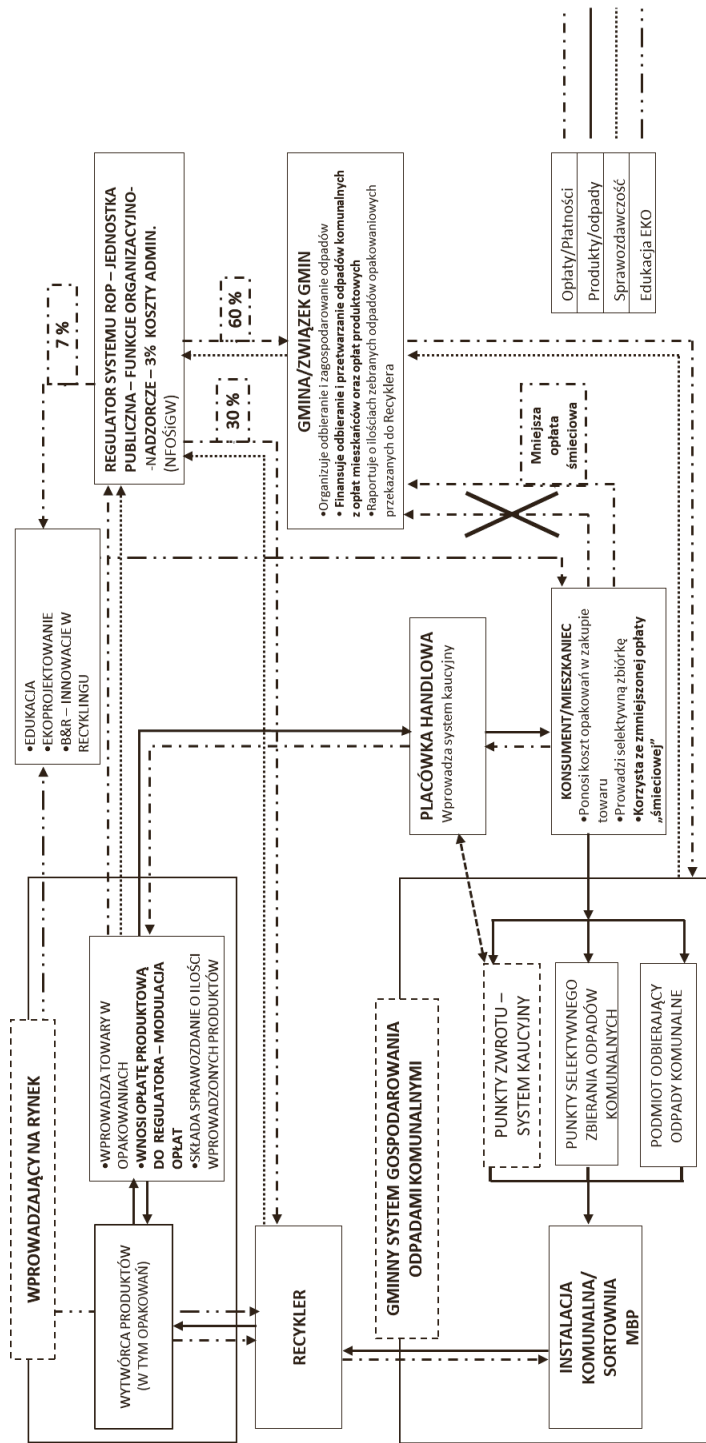 WPROWADZAJĄCY NA RYNEK
WYTWÓRCA PRODUKTÓW
(W TYM OPAKOWAŃ)
•WPROWADZA TOWARY W
OPAKOWANIACH
•WNOSI OPŁATĘ PRODUKTOWĄ
DO REGULATORA – MODULACJA
OPŁAT
•SKŁADA SPRAWOZDANIE O ILOŚCI
WPROWADZONYCH PRODUKTÓW
•EDUKACJA
•EKOPROJEKTOWANIE
•B&R – INNOWACJE W
RECYKLINGU
7 %
REGULATOR SYSTEMU ROP – JEDNOSTKA
PUBLICZNA – FUNKCJE ORGANIZACYJNO-
-NADZORCZE – 3% KOSZTY ADMIN.
(NFOŚiGW)
30 %
60 %
RECYKLER
PLACÓWKA HANDLOWA
Wprowadza system kaucyjny
GMINA/ZWIĄZEK GMIN
•Organizuje odbieranie i zagospodarowanie odpadów
•Finansuje odbieranie i przetwarzanie odpadów komunalnych
z opłat mieszkańców oraz opłat produktowych
•Raportuje o ilościach zebranych odpadów opakowaniowych
przekazanych do Recyklera
GMINNY SYSTEM GOSPODAROWANIA
ODPADAMI KOMUNALNYMI
INSTALACJA
KOMUNALNA/
SORTOWNIA
MBP
PUNKTY ZWROTU –
SYSTEM KAUCYJNY
PUNKTY SELEKTYWNEGO
ZBIERANIA ODPADÓW
KOMUNALNYCH
PODMIOT ODBIERAJĄCY
ODPADY KOMUNALNE
KONSUMENT/MIESZKANIEC
•Ponosi koszt opakowań w zakupie
towaru
•Prowadzi selektywną zbiórkę
•Korzysta ze zmniejszonej opłaty
„śmieciowej”
Mniejsza
opłata
śmieciowa
Opłaty/Płatności
Produkty/odpady
Sprawozdawczość
Edukacja EKO